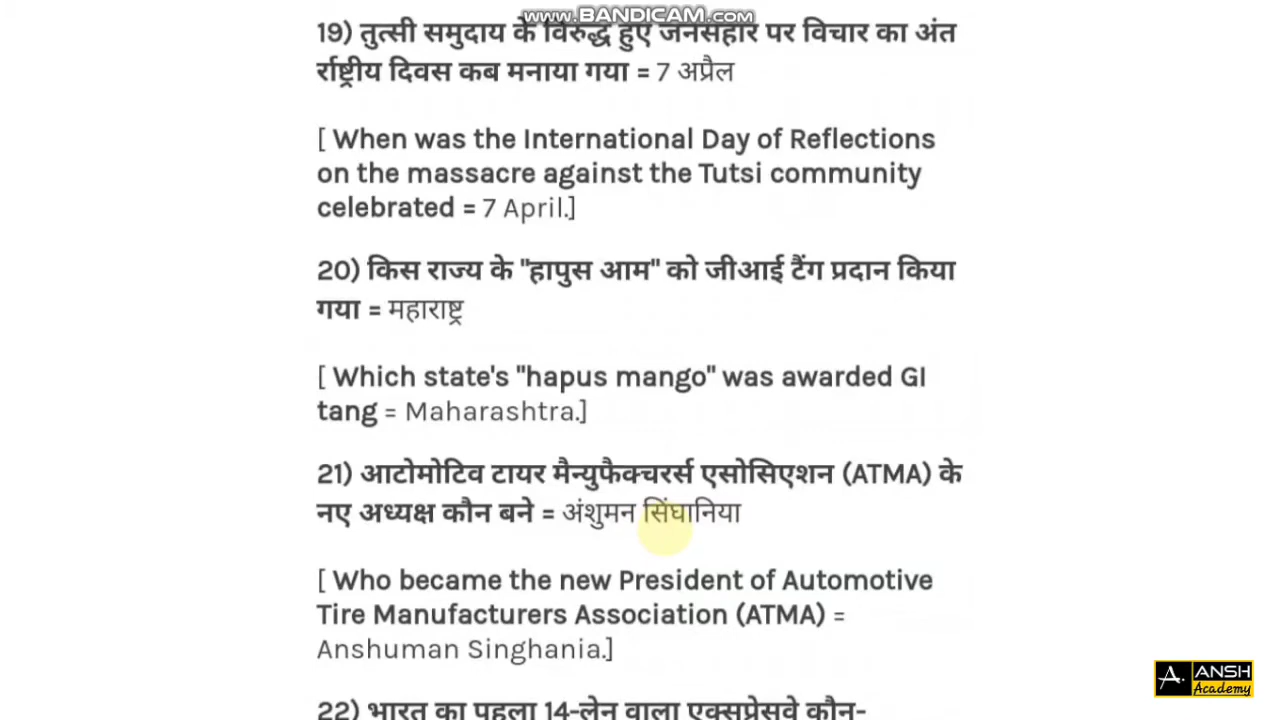 www.BANDICAM.com
19) तुत्सी समुदाय के विरुद्ध हुए जनसंहार पर विचार का अंत
र्राष्ट्रीय दिवस कब मनाया गया = 7 अप्रैल
[ When was the International Day of Reflections
on the massacre against the Tutsi community
celebrated = 7 April.]
20) किस राज्य के "हापुस आम" को जीआई टैंग प्रदान किया
गया = महाराष्ट्र
[ Which state's "hapus mango" was awarded GI
tang = Maharashtra.]
21) आटोमोटिव टायर मैन्युफैक्चरर्स एसोसिएशन (ATMA) के
नए अध्यक्ष कौन बने = अंशुमन सिंघानिया
[ Who became the new President of Automotive
Tire Manufacturers Association (ATMA) =
Anshuman Singhania.]
22) भारत का पहला 14-लेन वाला एक्सप्रेसवे कौन-
A. ANSH
Academy